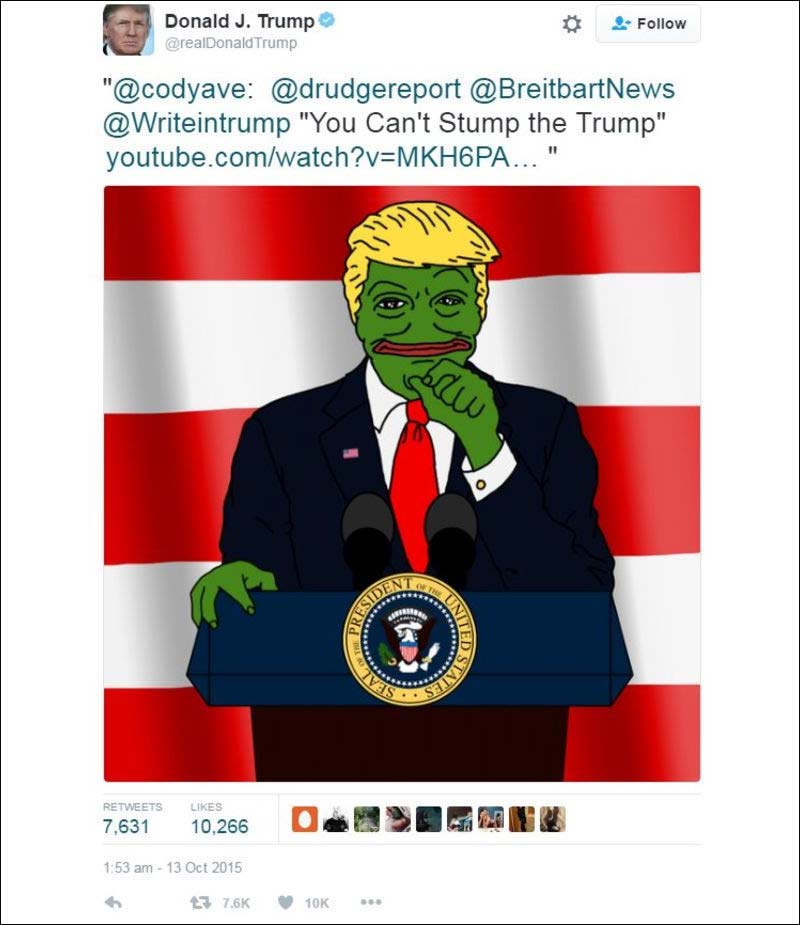 Donald J. Trump
@realDonaldTrump
Follow
"@codyave: @drudgereport @BreitbartNews
@Writeintrump "You Can't Stump the Trump"
youtube.com/watch?v=MKH6PA… "
SEAL OF THE PRESIDENT OF THE UNITED STATES
RETWEETS LIKES
7,631 10,266
1:53 am - 13 Oct 2015
7.6K 10K